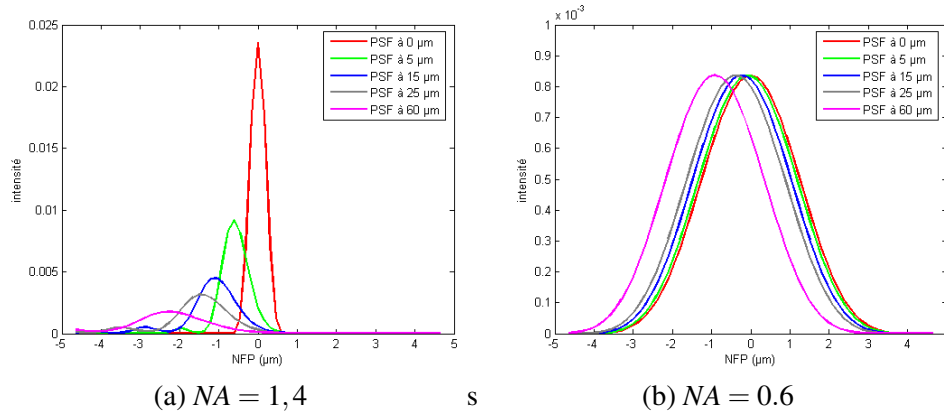 0.025
0.02
0.015
0.01
0.005
0
intensité
-5 -4 -3 -2 -1 0 1 2 3 4 5
NFP (µm)
PSF à 0 µm
PSF à 5 µm
PSF à 15 µm
PSF à 25 µm
PSF à 60 µm
(a) NA = 1,4
s
x 10⁻³
1
0.9
0.8
0.7
0.6
0.5
0.4
0.3
0.2
0.1
0
intensité
-5 -4 -3 -2 -1 0 1 2 3 4 5
NFP (µm)
PSF à 0 µm
PSF à 5 µm
PSF à 15 µm
PSF à 25 µm
PSF à 60 µm
(b) NA = 0.6